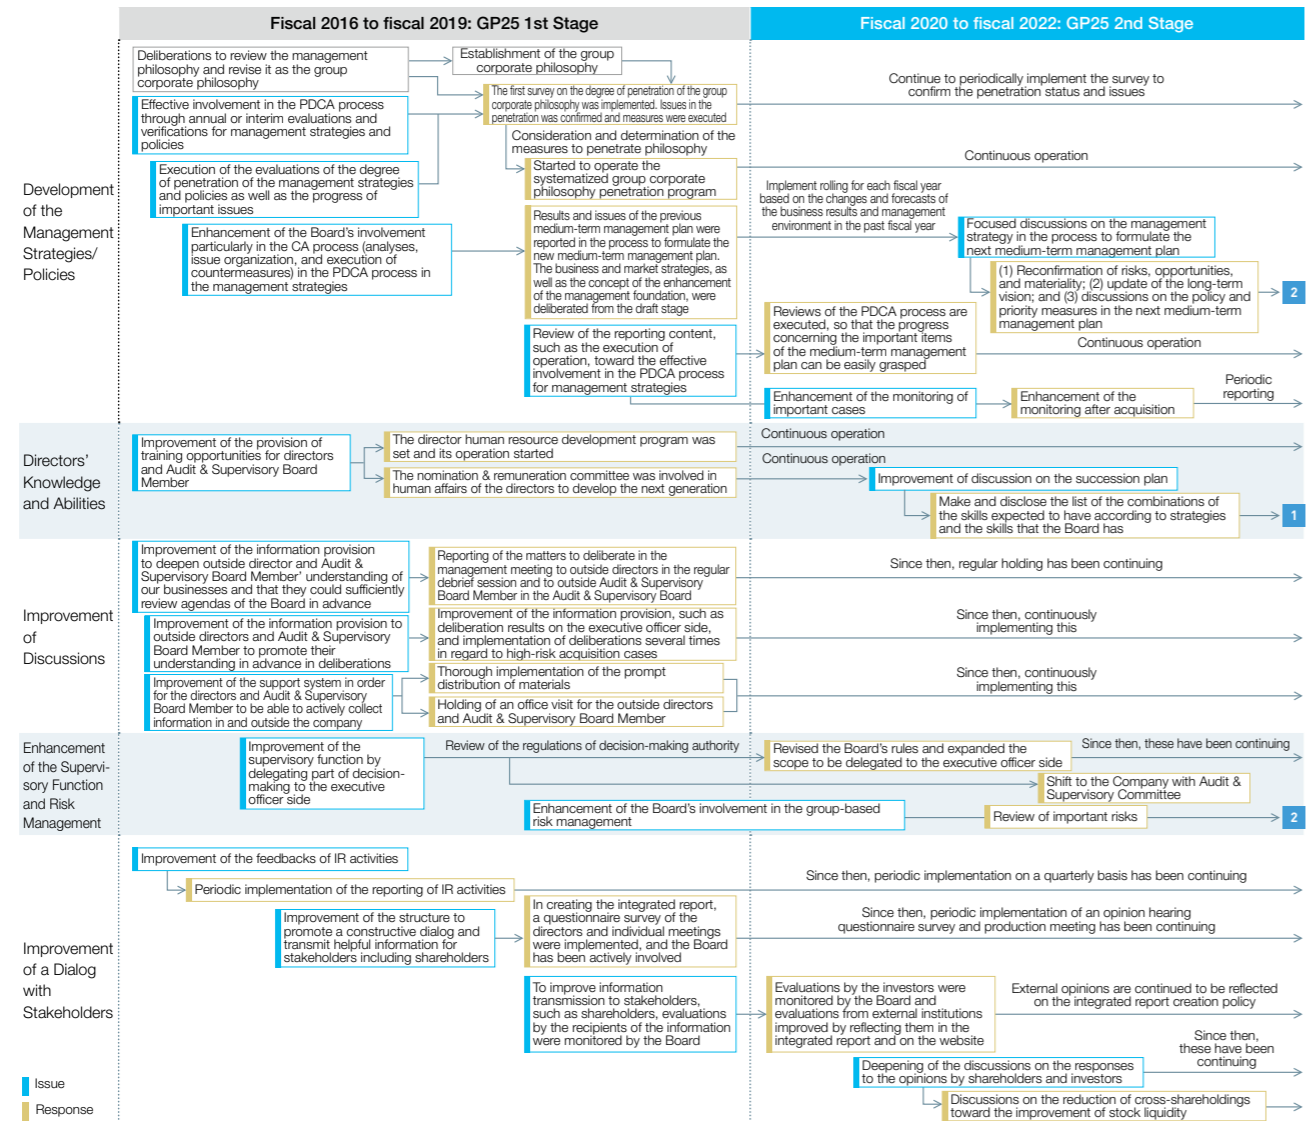 Fiscal 2016 to fiscal 2019: GP25 1st Stage
Fiscal 2020 to fiscal 2022: GP25 2nd Stage
Development
of the
Management
Strategies/
Policies
Deliberations to review the management
philosophy and revise it as the group
corporate philosophy
Establishment of the group
corporate philosophy
The first survey on the degree of penetration of the group
corporate philosophy was implemented. Issues in the
penetration was confirmed and measures were executed
Continue to periodically implement the survey to
confirm the penetration status and issues
Effective involvement in the PDCA process
through annual or interim evaluations and
verifications for management strategies and
policies
Consideration and determination of the
measures to penetrate philosophy
Execution of the evaluations of the degree
of penetration of the management strategies
and policies as well as the progress of
important issues
Started to operate the
systematized group corporate
philosophy penetration program
Continuous operation
Enhancement of the Board's involvement
particularly in the CA process (analyses,
issue organization, and execution of
countermeasures) in the PDCA process in
the management strategies
Results and issues of the previous
medium-term management plan were
reported in the process to formulate the
new medium-term management plan.
The business and market strategies, as
well as the concept of the enhancement
of the management foundation, were
deliberated from the draft stage
Implement rolling for each fiscal year
based on the changes and forecasts of
the business results and management
environment in the past fiscal year
Focused discussions on the management
strategy in the process to formulate the
next medium-term management plan
(1) Reconfirmation of risks, opportunities,
and materiality; (2) update of the long-term
vision; and (3) discussions on the policy and
priority measures in the next medium-term
management plan
2
Review of the reporting content,
such as the execution of
operation, toward the effective
involvement in the PDCA process
for management strategies
Reviews of the PDCA process are
executed, so that the progress
concerning the important items
of the medium-term management
plan can be easily grasped
Continuous operation
Enhancement of the monitoring of
important cases
Enhancement of the
monitoring after acquisition
Periodic
reporting
Directors'
Knowledge
and Abilities
Improvement of the provision of
training opportunities for directors
and Audit & Supervisory Board
Member
The director human resource development program was
set and its operation started
Continuous operation
The nomination & remuneration committee was involved in
human affairs of the directors to develop the next generation
Continuous operation
Improvement of discussion on the succession plan
Make and disclose the list of the combinations of
the skills expected to have according to strategies
and the skills that the Board has
1
Improvement
of
Discussions
Improvement of the information provision
to deepen outside director and Audit &
Supervisory Board Member' understanding of
our businesses and that they could sufficiently
review agendas of the Board in advance
Reporting of the matters to deliberate in the
management meeting to outside directors in the regular
debrief session and to outside Audit & Supervisory
Board Member in the Audit & Supervisory Board
Since then, regular holding has been continuing
Improvement of the information provision to
outside directors and Audit & Supervisory
Board Member to promote their
understanding in advance in deliberations
Improvement of the information provision, such as
deliberation results on the executive officer side,
and implementation of deliberations several times
in regard to high-risk acquisition cases
Since then, continuously
implementing this
Improvement of the support system in order
for the directors and Audit & Supervisory
Board Member to be able to actively collect
information in and outside the company
Thorough implementation of the prompt
distribution of materials
Holding of an office visit for the outside directors
and Audit & Supervisory Board Member
Since then, continuously
implementing this
Enhancement
of the Supervi-
sory Function
and Risk
Management
Improvement of the
supervisory function by
delegating part of decision-
making to the executive
officer side
Review of the regulations of decision-making authority
Revised the Board's rules and expanded the
scope to be delegated to the executive officer side
Since then, these have been continuing
Shift to the Company with Audit &
Supervisory Committee
Enhancement of the Board's involvement in the group-based
risk management
Review of important risks
2
Improvement
of a Dialog
with
Stakeholders
Improvement of the feedbacks of IR activities
Periodic implementation of the reporting of IR activities
Since then, periodic implementation on a quarterly basis has been continuing
Improvement of the structure to
promote a constructive dialog and
transmit helpful information for
stakeholders including shareholders
In creating the integrated report,
a questionnaire survey of the
directors and individual meetings
were implemented, and the Board
has been actively involved
Since then, periodic implementation of an opinion hearing
questionnaire survey and production meeting has been continuing
To improve information
transmission to stakeholders,
such as shareholders, evaluations
by the recipients of the information
were monitored by the Board
Evaluations by the investors were
monitored by the Board and
evaluations from external institutions
improved by reflecting them in the
integrated report and on the website
External opinions are continued to be reflected
on the integrated report creation policy
Deepening of the discussions on the responses
to the opinions by shareholders and investors
Since then,
these have been
continuing
Discussions on the reduction of cross-shareholdings
toward the improvement of stock liquidity
Issue
Response